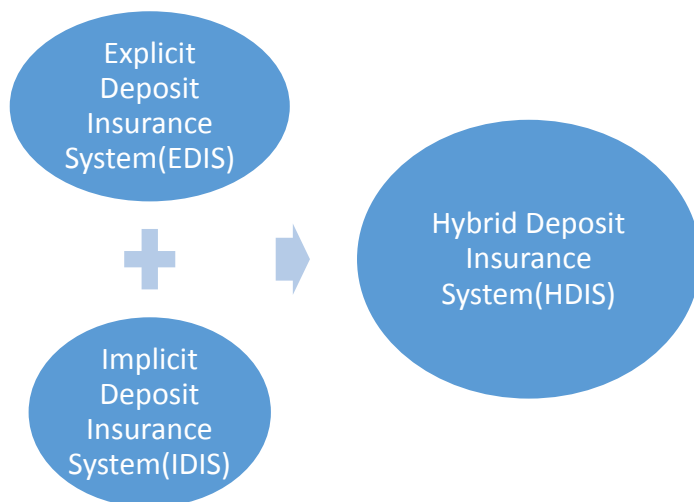 Explicit
Deposit
Insurance
System(EDIS)
Hybrid Deposit
Insurance
System(HDIS)
Implicit
Deposit
Insurance
System(IDIS)